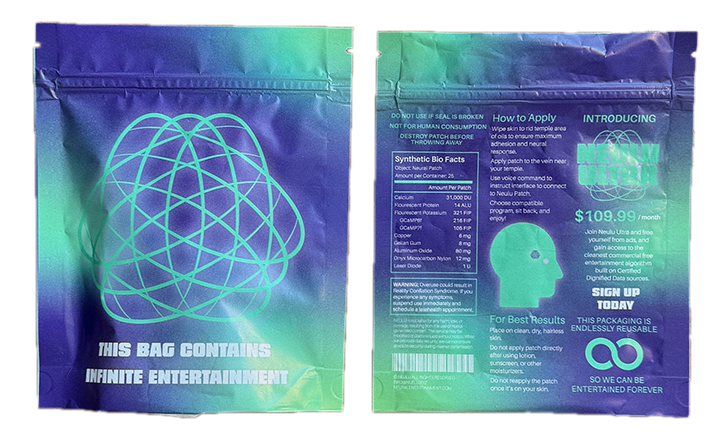 THIS BAG CONTAINS
INFINITE ENTERTAINMENT
DO NOT USE IF SEAL IS BROKEN
NOT FOR HUMAN CONSUMPTION
DESTROY PATCH BEFORE
THROWING AWAY
Synthetic Bio Facts
Object: Neural Patch
Amount per Container: 25
Amount Per Patch
Calcium 31,000 DU
Flourescent Protein 14 ALU
Flourescent Potassium 321 FIP
GCaMP6f 216 FIP
GCaMP7f 105 FIP
Copper 6 mg
Gellan Gum 8 mg
Aluminum Oxide 80 mg
Onyx Microcarbon Nylon 12 mg
Laser Diode 1 U
WARNING: Overuse could result in
Reality Conflation Syndrome. If you
experience any symptoms,
suspend use immediately and
schedule a telehealth appointment.
How to Apply
Wipe skin to rid temple area
of oils to ensure maximum
adhesion and neural
response.
Apply patch to the vein near
your temple.
Use voice command to
instruct interface to connect
to Neulu Patch.
Choose compatible
program, sit back, and
enjoy!
For Best Results
Place on clean, dry, hairless
skin.
Do not apply patch directly
after using lotion,
sunscreen, or other
moisturizers.
Do not reapply the patch
once it's on your skin.
INTRODUCING
NEULU
ULTRA
$109.99 / month
Join Neulu Ultra and free
yourself from ads, and
gain access to the
cleanest commercial free
entertainment algorithm
built on Certified
Dignified Data sources.
SIGN UP
TODAY
THIS PACKAGING IS
ENDLESSLY REUSABLE
SO WE CAN BE
ENTERTAINED FOREVER